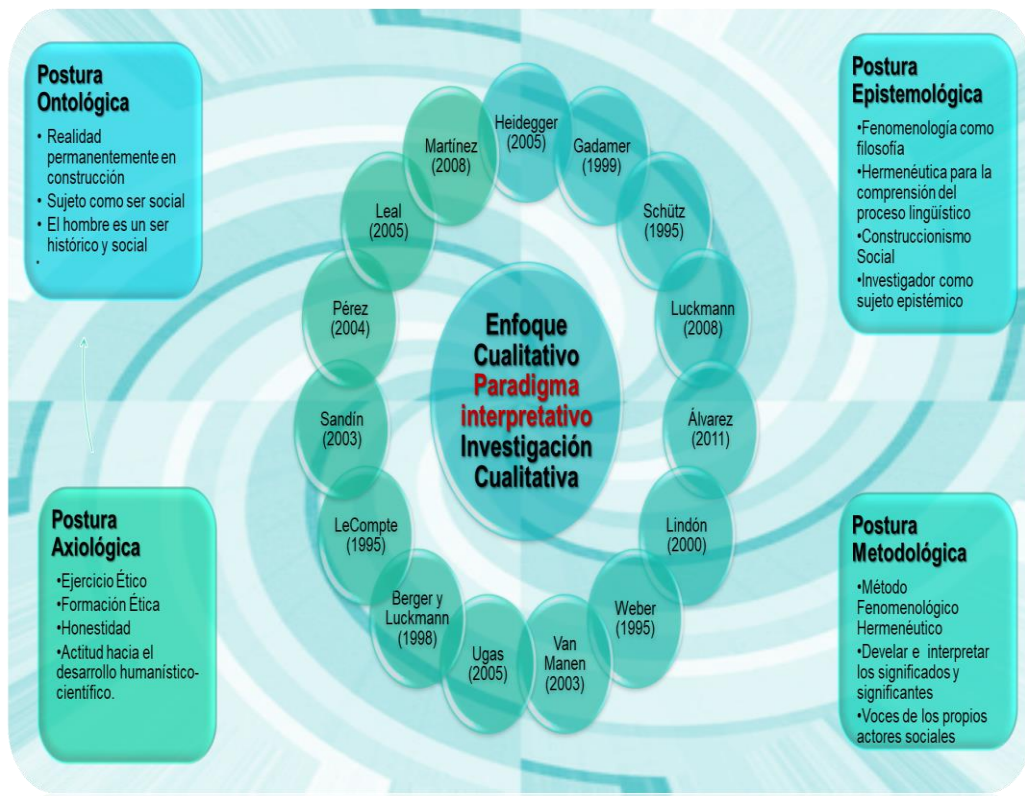 Postura
Ontológica
• Realidad
permanentemente en
construcción
• Sujeto como ser social
• El hombre es un ser
histórico y social
•
Postura
Epistemológica
•Fenomenología como
filosofía
•Hermenéutica para la
comprensión del
proceso lingüístico
•Construccionismo
Social
•Investigador como
sujeto epistémico
Heidegger
(2005)
Gadamer
(1999)
Schütz
(1995)
Luckmann
(2008)
Álvarez
(2011)
Lindón
(2000)
Weber
(1995)
Van
Manen
(2003)
Ugas
(2005)
Berger y
Luckmann
(1998)
LeCompte
(1995)
Sandín
(2003)
Pérez
(2004)
Leal
(2005)
Martínez
(2008)
Enfoque
Cualitativo
Paradigma
interpretativo
Investigación
Cualitativa
Postura
Axiológica
•Ejercicio Ético
•Formación Ética
•Honestidad
•Actitud hacia el
desarrollo humanístico-
científico.
Postura
Metodológica
•Método
Fenomenológico
Hermenéutico
•Develar e interpretar
los significados y
significantes
•Voces de los propios
actores sociales